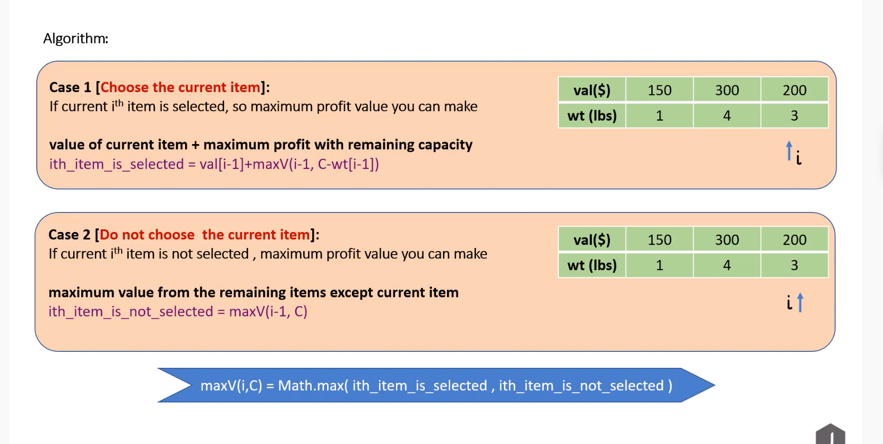 Algorithm:
Case 1 [Choose the current item]:
If current iᵗʰ item is selected, so maximum profit value you can make
value of current item + maximum profit with remaining capacity
ith_item_is_selected = val[i-1]+maxV(i-1, C-wt[i-1])
val($) 150 300 200
wt (lbs) 1 4 3
i
Case 2 [Do not choose the current item]:
If current iᵗʰ item is not selected , maximum profit value you can make
maximum value from the remaining items except current item
ith_item_is_not_selected = maxV(i-1, C)
val($) 150 300 200
wt (lbs) 1 4 3
i
maxV(i,C) = Math.max( ith_item_is_selected , ith_item_is_not_selected )